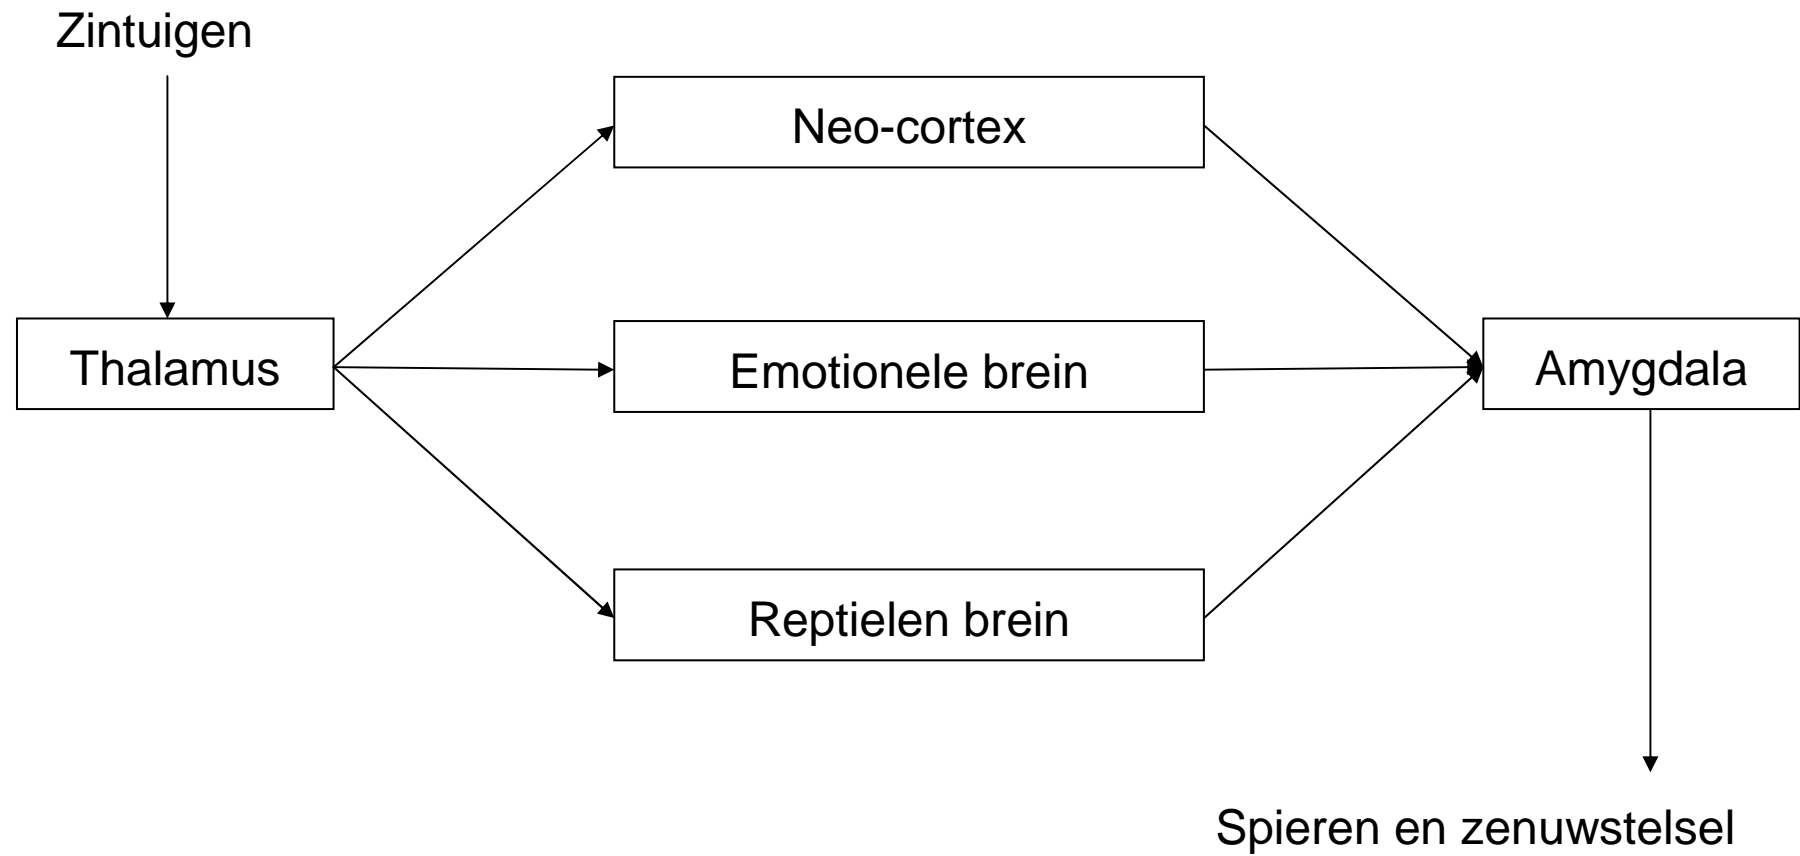 Zintuigen
Neo-cortex
Thalamus
Emotionele brein
Amygdala
Reptielen brein
Spieren en zenuwstelsel